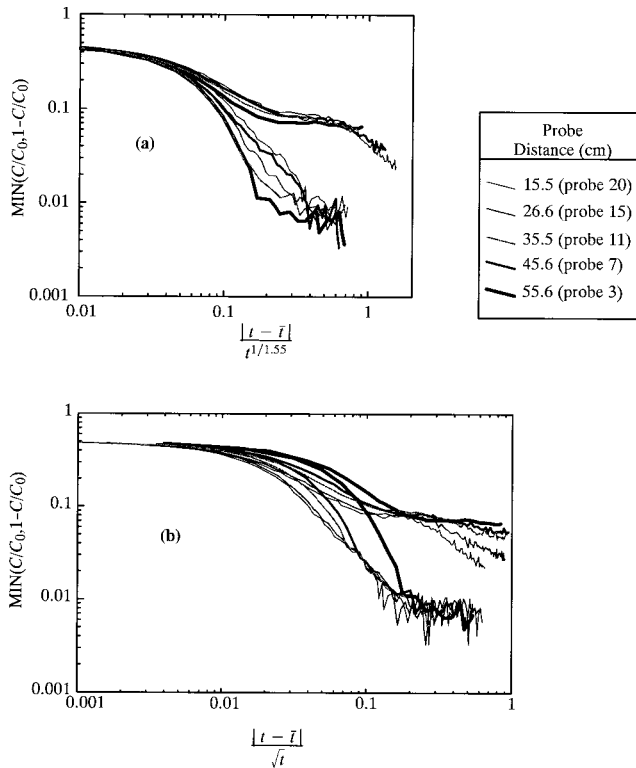 1
0.1
0.01
0.001
MIN(C/C₀,1-C/C₀)
(a)
0.01
0.1
1
| t − t̄ |
t^{1/1.55}
Probe
Distance (cm)
15.5 (probe 20)
26.6 (probe 15)
35.5 (probe 11)
45.6 (probe 7)
55.6 (probe 3)
1
0.1
0.01
0.001
MIN(C/C₀,1-C/C₀)
(b)
0.001
0.01
0.1
1
| t − t̄ |
√t